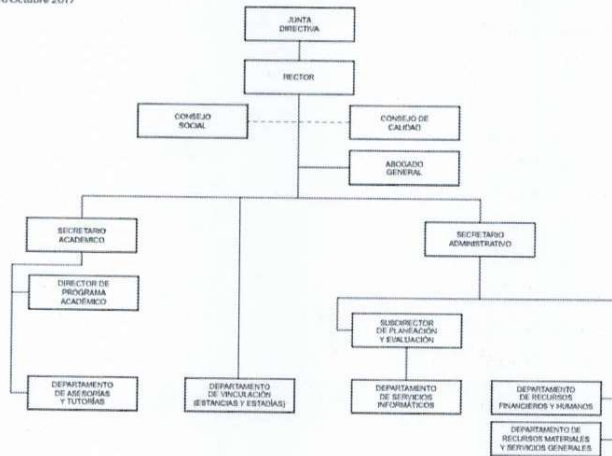 Octubre 2017
JUNTA
DIRECTIVA
RECTOR
CONSEJO
SOCIAL
CONSEJO DE
CALIDAD
ABOGADO
GENERAL
SECRETARIO
ACADÉMICO
SECRETARIO
ADMINISTRATIVO
DIRECTOR DE
PROGRAMA
ACADÉMICO
SUBDIRECTOR
DE PLANEACIÓN
Y EVALUACIÓN
DEPARTAMENTO
DE ASESORÍAS
Y TUTORÍAS
DEPARTAMENTO
DE VINCULACIÓN
(ESTANCIAS Y ESTADÍAS)
DEPARTAMENTO
DE SERVICIOS
INFORMÁTICOS
DEPARTAMENTO
DE RECURSOS
FINANCIEROS Y HUMANOS
DEPARTAMENTO DE
RECURSOS MATERIALES
Y SERVICIOS GENERALES